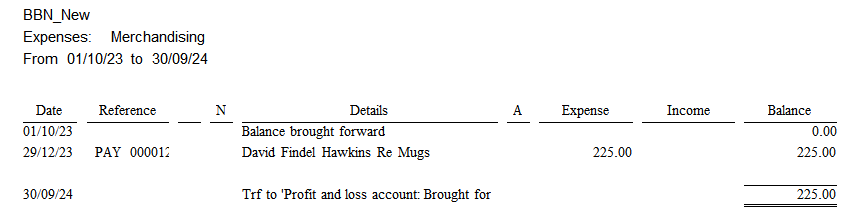 BBN_New
Expenses: Merchandising
From 01/10/23 to 30/09/24
Date Reference N Details A Expense Income Balance
01/10/23 Balance brought forward 0.00
29/12/23 PAY 000012 David Findel Hawkins Re Mugs 225.00 225.00
30/09/24 Trf to 'Profit and loss account: Brought for 225.00